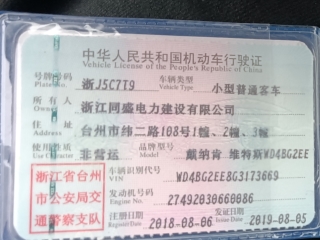 中华人民共和国机动车行驶证
Vehicle License of the People's Republic of China
号牌号码 浙J5C7T9 车辆类型 小型普通客车
Plate No. Vehicle Type
所有人 浙江网盛电力建设有限公司
Owner
住址 台州市纬二路108号1幢、2幢、3幢
Address
使用性质 非营运 品牌型号 戴纳肯 维特斯WD4BG2EE
Use Character Model
浙江省台州 车辆识别代号 WD4BG2EE8G3173669
VIN
市公安局交 发动机号码 27492030660086
Engine No.
通警察支队 注册日期 2018-08-06 发证日期 2019-08-05
Register Date Issue Date